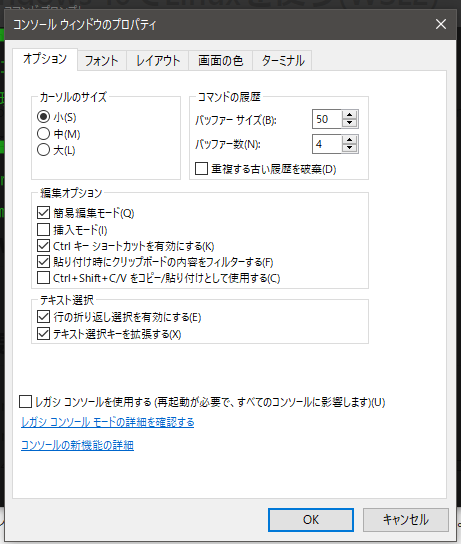 コンソール ウィンドウのプロパティ
オプション フォント レイアウト 画面の色 ターミナル
カーソルのサイズ
小(S)
中(M)
大(L)
コマンドの履歴
バッファー サイズ(B): 50
バッファー数(N): 4
重複する古い履歴を破棄(D)
編集オプション
簡易編集モード(Q)
挿入モード(I)
Ctrl キー ショートカットを有効にする(K)
貼り付け時にクリップボードの内容をフィルターする(F)
Ctrl+Shift+C/V をコピー/貼り付けとして使用する(C)
テキスト選択
行の折り返し選択を有効にする(E)
テキスト選択キーを拡張する(X)
レガシ コンソールを使用する (再起動が必要で、すべてのコンソールに影響します)(U)
レガシ コンソール モードの詳細を確認する
コンソールの新機能の詳細
OK キャンセル